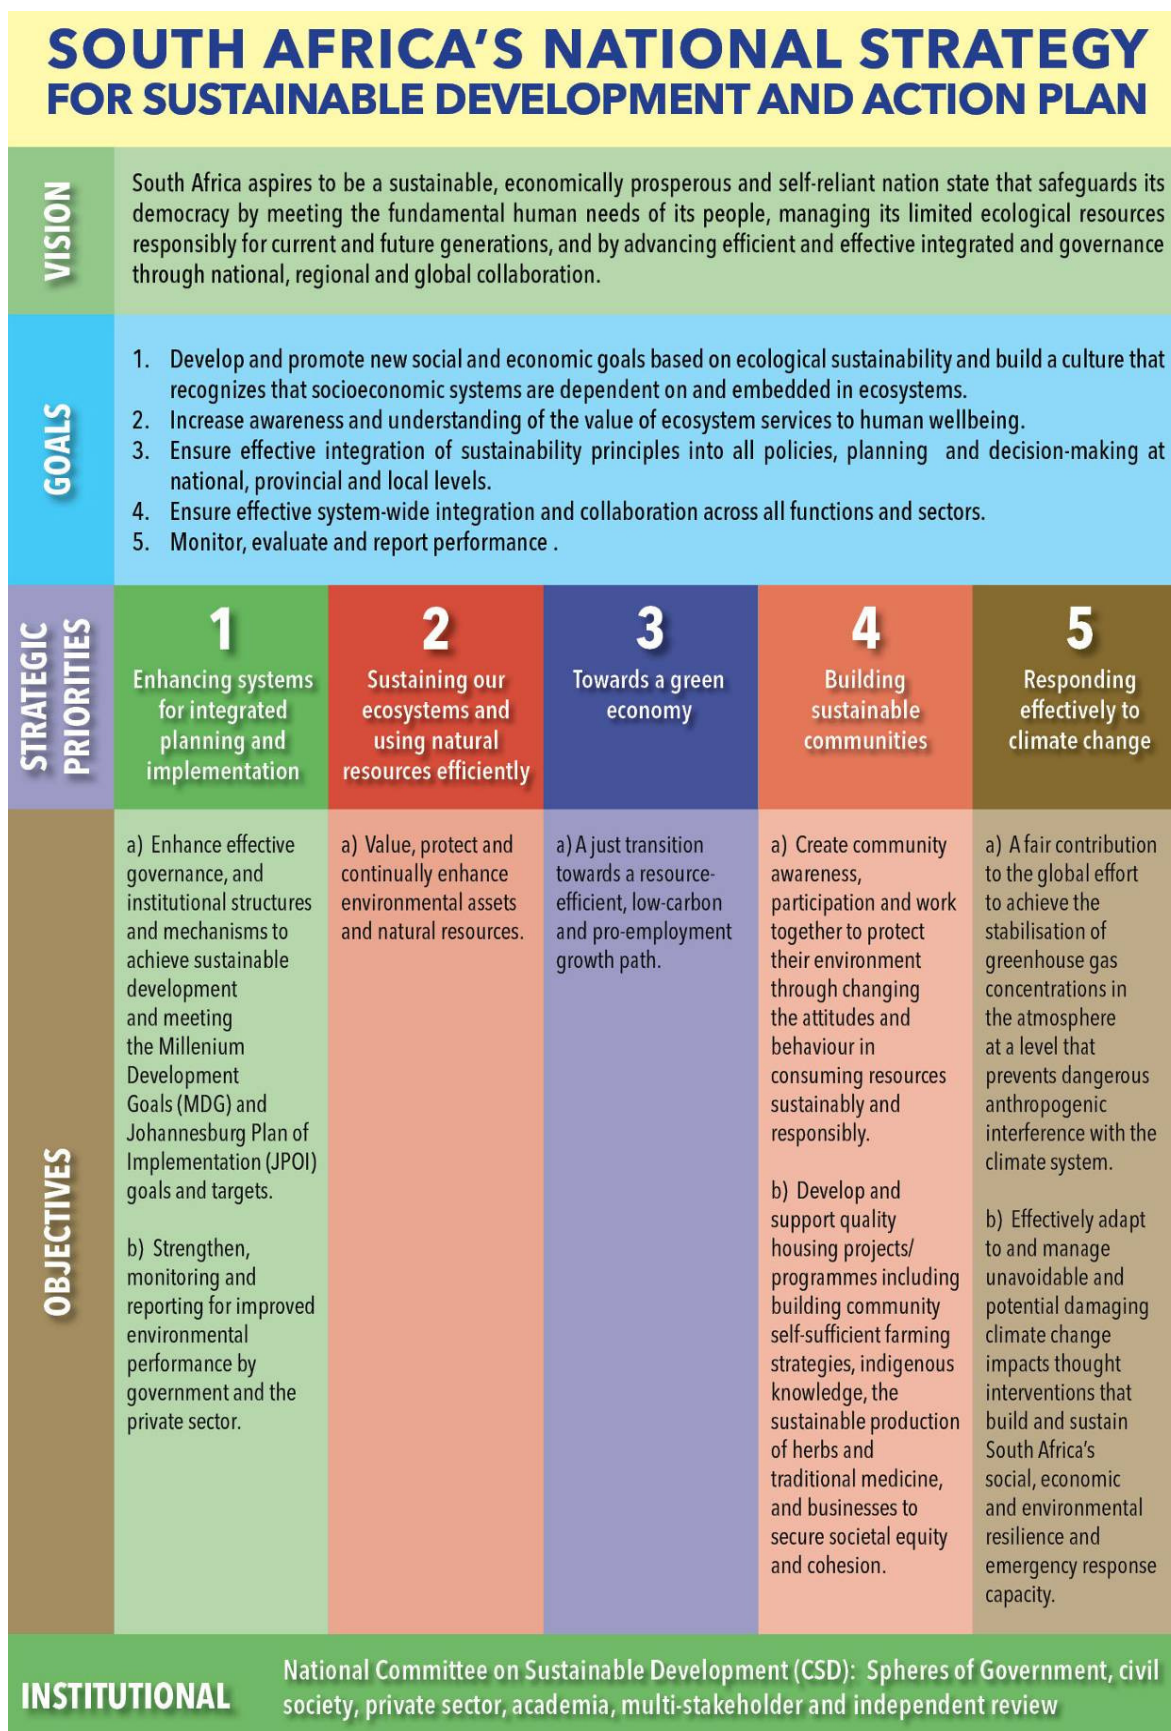 SOUTH AFRICA'S NATIONAL STRATEGY
FOR SUSTAINABLE DEVELOPMENT AND ACTION PLAN
VISION
South Africa aspires to be a sustainable, economically prosperous and self-reliant nation state that safeguards its
democracy by meeting the fundamental human needs of its people, managing its limited ecological resources
responsibly for current and future generations, and by advancing efficient and effective integrated and governance
through national, regional and global collaboration.
GOALS
1. Develop and promote new social and economic goals based on ecological sustainability and build a culture that
recognizes that socioeconomic systems are dependent on and embedded in ecosystems.
2. Increase awareness and understanding of the value of ecosystem services to human wellbeing.
3. Ensure effective integration of sustainability principles into all policies, planning and decision-making at
national, provincial and local levels.
4. Ensure effective system-wide integration and collaboration across all functions and sectors.
5. Monitor, evaluate and report performance .
STRATEGIC
PRIORITIES
1
Enhancing systems
for integrated
planning and
implementation
2
Sustaining our
ecosystems and
using natural
resources efficiently
3
Towards a green
economy
4
Building
sustainable
communities
5
Responding
effectively to
climate change
OBJECTIVES
a) Enhance effective
governance, and
institutional structures
and mechanisms to
achieve sustainable
development
and meeting
the Millenium
Development
Goals (MDG) and
Johannesburg Plan of
Implementation (JPOI)
goals and targets.
b) Strengthen,
monitoring and
reporting for improved
environmental
performance by
government and the
private sector.
a) Value, protect and
continually enhance
environmental assets
and natural resources.
a) A just transition
towards a resource-
efficient, low-carbon
and pro-employment
growth path.
a) Create community
awareness,
participation and work
together to protect
their environment
through changing
the attitudes and
behaviour in
consuming resources
sustainably and
responsibly.
b) Develop and
support quality
housing projects/
programmes including
building community
self-sufficient farming
strategies, indigenous
knowledge, the
sustainable production
of herbs and
traditional medicine,
and businesses to
secure societal equity
and cohesion.
a) A fair contribution
to the global effort
to achieve the
stabilisation of
greenhouse gas
concentrations in
the atmosphere
at a level that
prevents dangerous
anthropogenic
interference with the
climate system.
b) Effectively adapt
to and manage
unavoidable and
potential damaging
climate change
impacts thought
interventions that
build and sustain
South Africa's
social, economic
and environmental
resilience and
emergency response
capacity.
INSTITUTIONAL
National Committee on Sustainable Development (CSD): Spheres of Government, civil
society, private sector, academia, multi-stakeholder and independent review